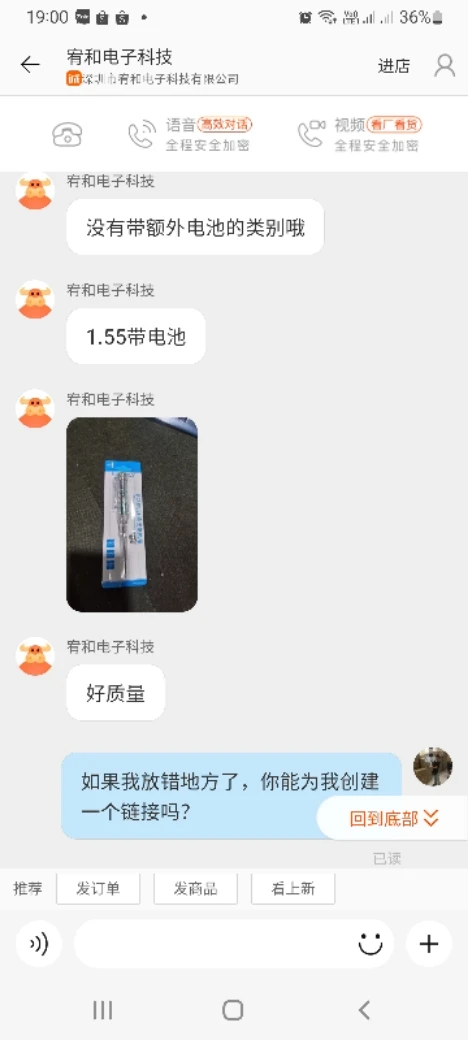 19:00
36%
宥和电子科技
深圳市宥和电子科技有限公司
进店
语音 高效对话
全程安全加密
视频 看厂看货
全程安全加密
宥和电子科技
没有带额外电池的类别哦
宥和电子科技
1.55带电池
宥和电子科技
宥和电子科技
好质量
如果我放错地方了，你能为我创建
一个链接吗?
回到底部
已读
推荐
发订单
发商品
看上新